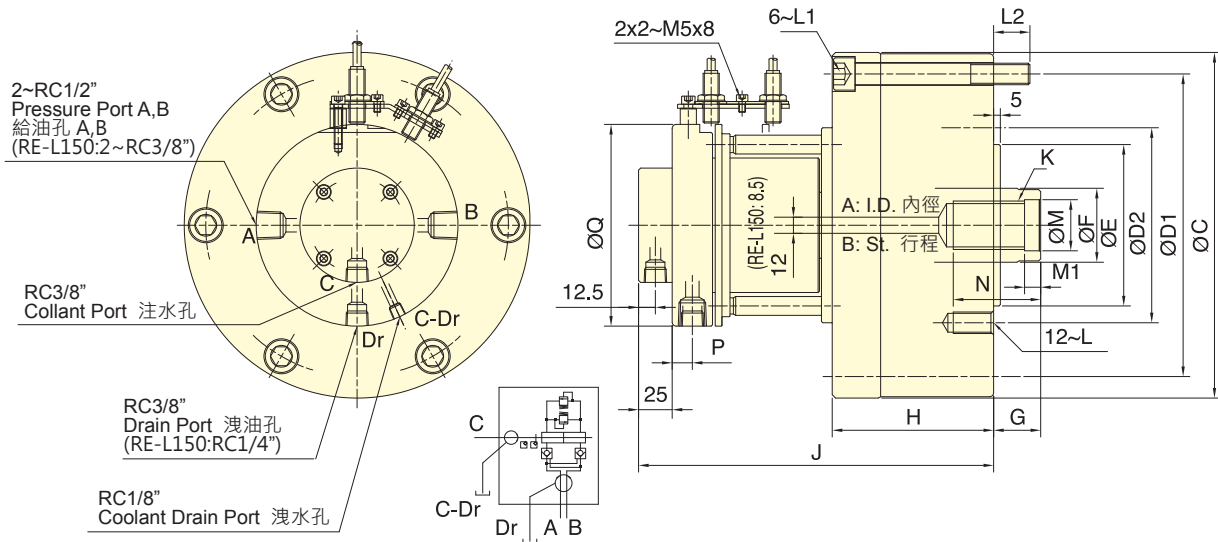 2~RC1/2"
Pressure Port A,B
給油孔 A,B
(RE-L150:2~RC3/8")
A
B
C
Dr
C-Dr
RC3/8"
Collant Port 注水孔
RC3/8"
Drain Port 洩油孔
(RE-L150:RC1/4")
RC1/8"
Coolant Drain Port 洩水孔
C
C-Dr
Dr
A
B
2x2~M5x8
6~L1
L2
5
K
A: I.D. 內徑
B: St. 行程
(RE-L150: 8.5)
12
ØQ
12.5
P
25
N
M1
12~L
ØM
ØF
ØE
ØD2
ØD1
ØC
H
G
J